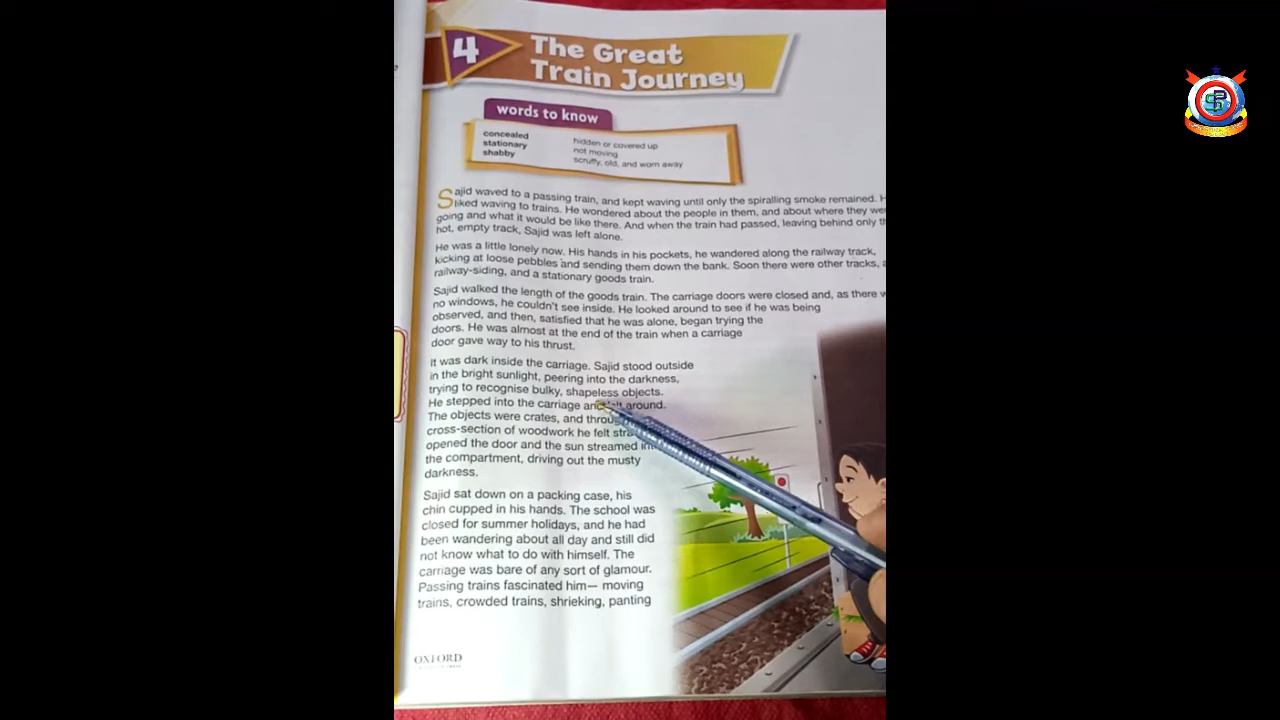 4
The Great
Train Journey
words to know
concealed hidden or covered up
stationary not moving
shabby scruffy, old, and worn away
Sajid waved to a passing train, and kept waving until only the spiralling smoke remained.
liked waving to trains. He wondered about the people in them, and about where they
going and what it would be like there. And when the train had passed, leaving behind only
hot, empty track, Sajid was left alone.
He was a little lonely now. His hands in his pockets, he wandered along the railway track,
kicking at loose pebbles and sending them down the bank. Soon there were other tracks,
railway-siding, and a stationary goods train.
Sajid walked the length of the goods train. The carriage doors were closed and, as there
no windows, he couldn't see inside. He looked around to see if he was being
observed, and then, satisfied that he was alone, began trying the
doors. He was almost at the end of the train when a carriage
door gave way to his thrust.
It was dark inside the carriage. Sajid stood outside
in the bright sunlight, peering into the darkness,
trying to recognise bulky, shapeless objects.
He stepped into the carriage and around.
The objects were crates, and
cross-section of woodwork he felt
opened the door and the sun streamed
the compartment, driving out the musty
darkness.
Sajid sat down on a packing case, his
chin cupped in his hands. The school was
closed for summer holidays, and he had
been wandering about all day and still did
not know what to do with himself. The
carriage was bare of any sort of glamour.
Passing trains fascinated him— moving
trains, crowded trains, shrieking, panting
OXFORD